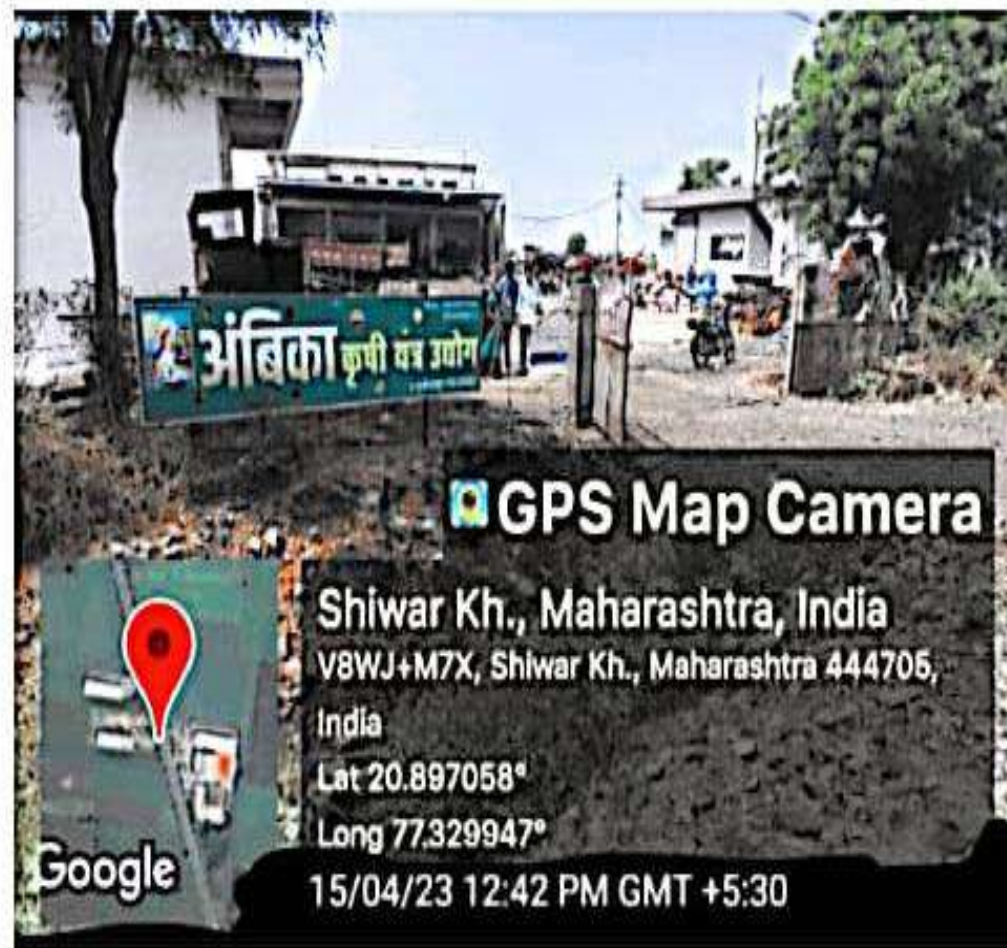 अंबिका कृषी यंत्र उद्योग
GPS Map Camera
Shiwar Kh., Maharashtra, India
V8WJ+M7X, Shiwar Kh., Maharashtra 444705,
India
Lat 20.897058°
Long 77.329947°
Google
15/04/23 12:42 PM GMT +5:30